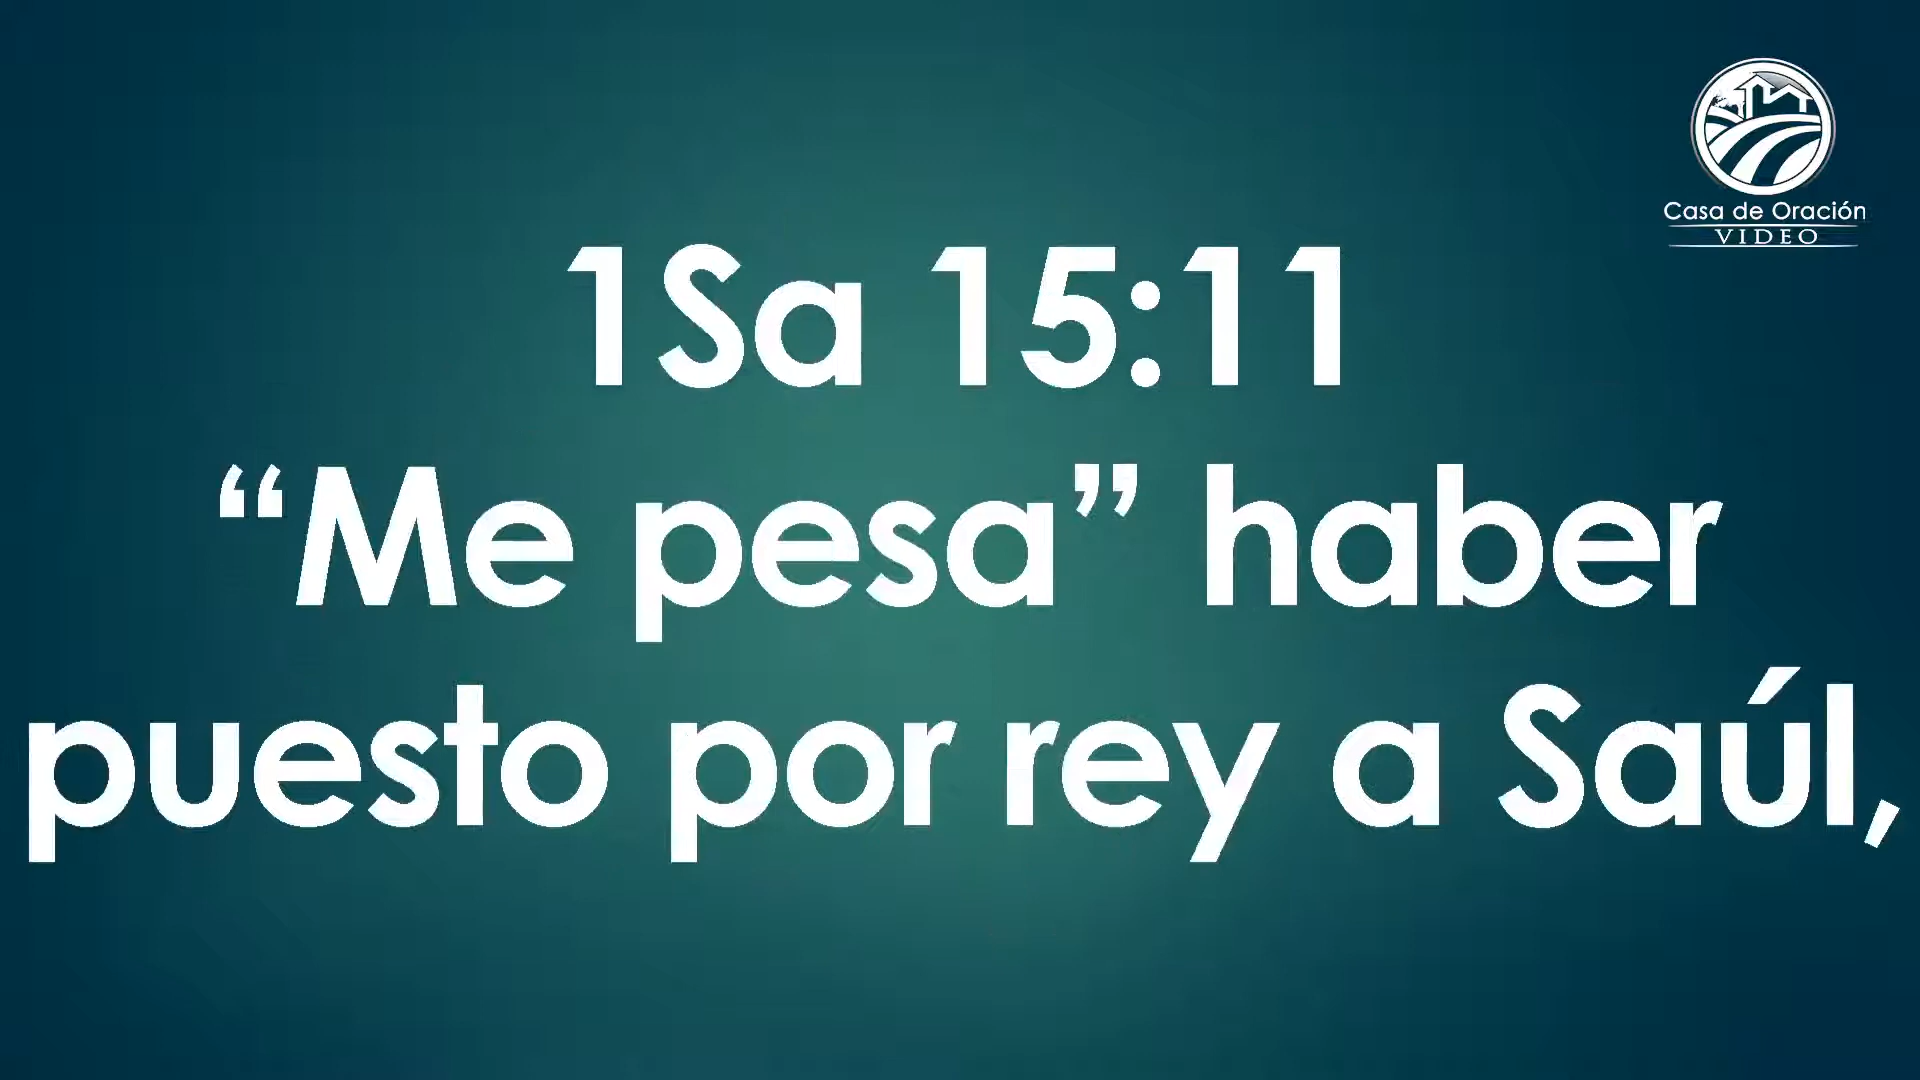 Casa de Oración
VIDEO
1Sa 15:11
“Me pesa” haber
puesto por rey a Saúl,